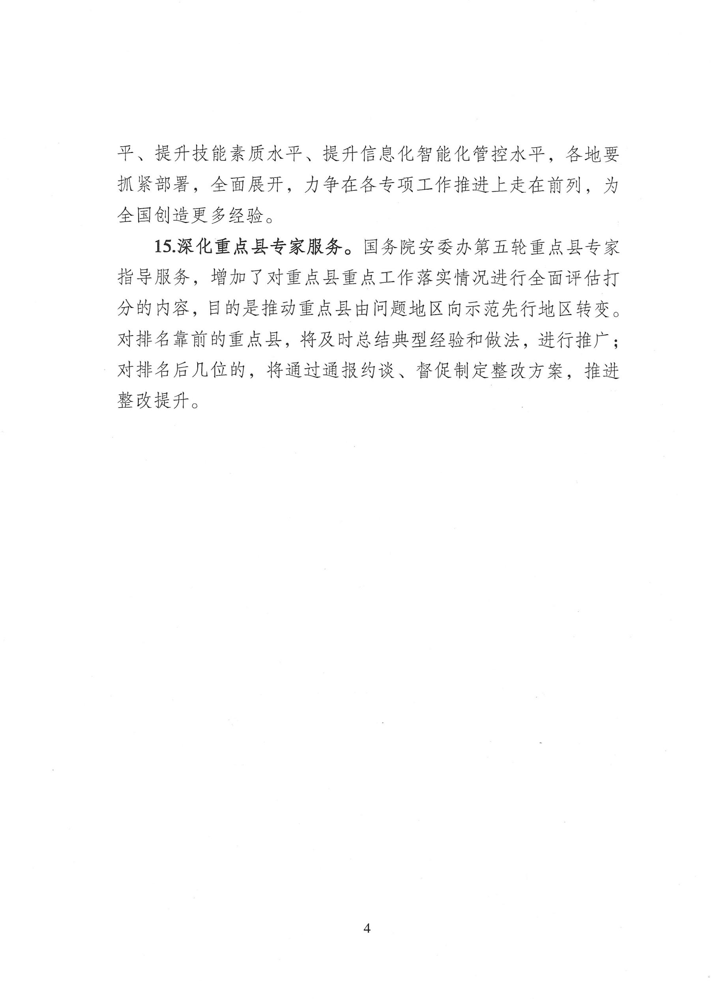 平、提升技能素质水平、提升信息化智能化管控水平，各地要
抓紧部署，全面展开，力争在各专项工作推进上走在前列，为
全国创造更多经验。
15.深化重点县专家服务。国务院安委办第五轮重点县专家
指导服务，增加了对重点县重点工作落实情况进行全面评估打
分的内容，目的是推动重点县由问题地区向示范先行地区转变。
对排名靠前的重点县，将及时总结典型经验和做法，进行推广；
对排名后几位的，将通过通报约谈、督促制定整改方案，推进
整改提升。
4